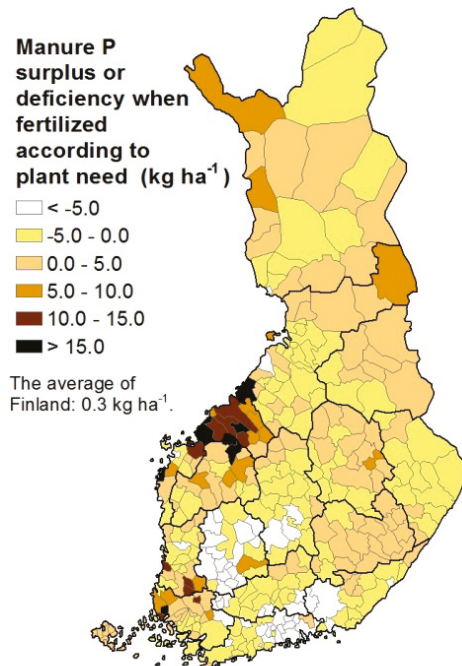 Manure P
surplus or
deficiency when
fertilized
according to
plant need (kg ha⁻¹)
< -5.0
-5.0 - 0.0
0.0 - 5.0
5.0 - 10.0
10.0 - 15.0
> 15.0
The average of
Finland: 0.3 kg ha⁻¹.